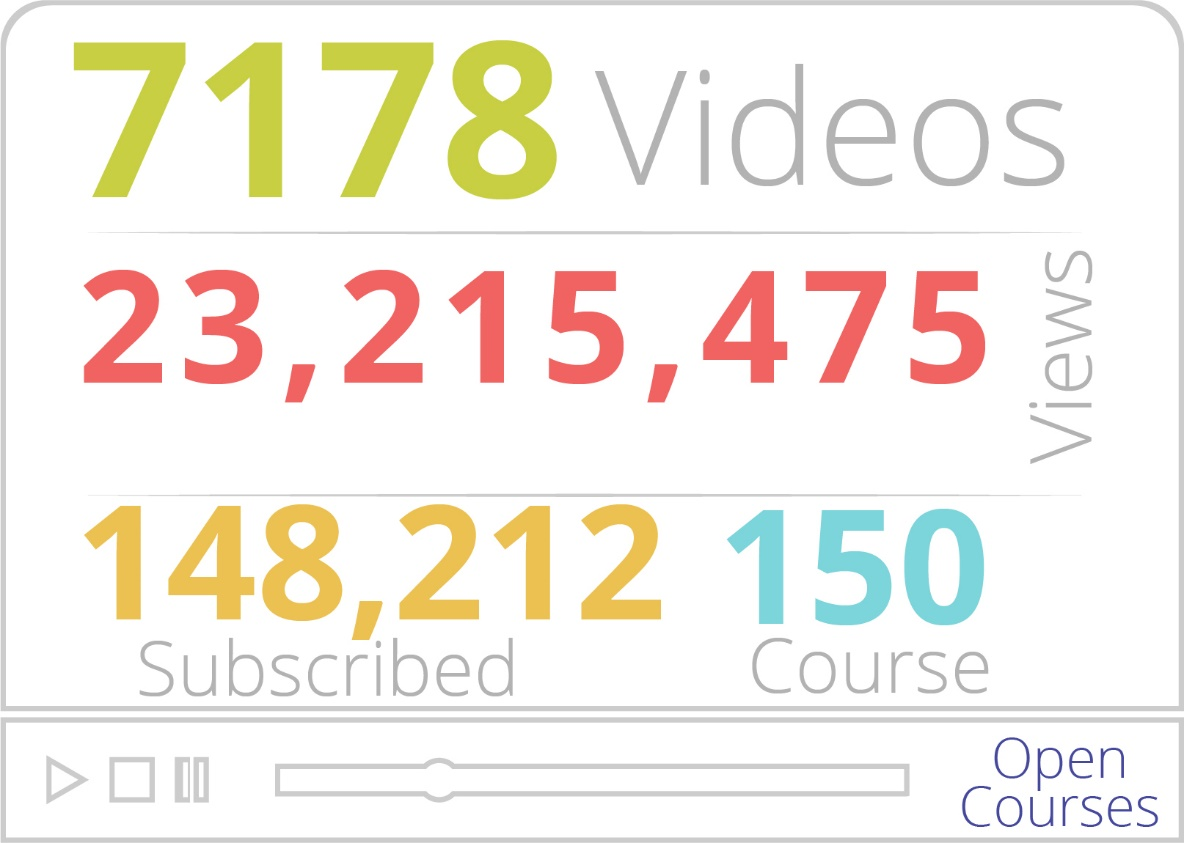 7178 Videos
23,215,475 Views
148,212 150
Subscribed Course
Open
Courses